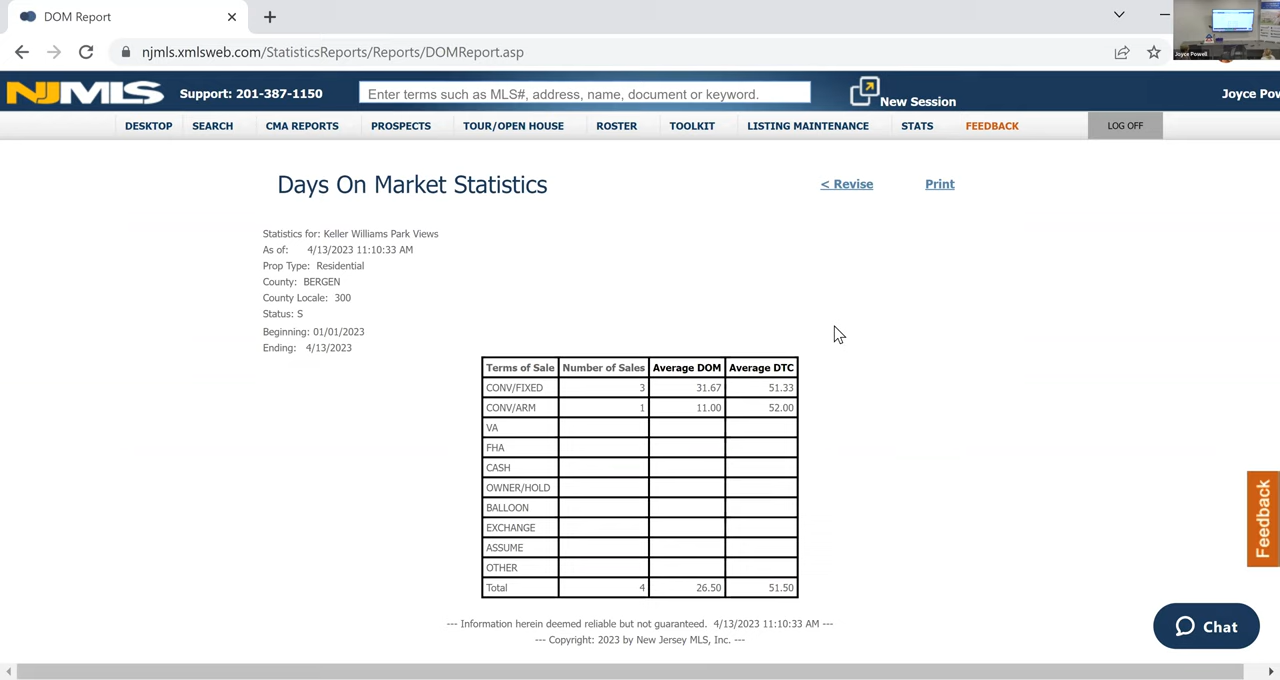 DOM Report
njmls.xmlsweb.com/StatisticsReports/Reports/DOMReport.asp
Joyce Powell
NJMLS Support: 201-387-1150 Enter terms such as MLS#, address, name, document or keyword. New Session Joyce Pow
DESKTOP SEARCH CMA REPORTS PROSPECTS TOUR/OPEN HOUSE ROSTER TOOLKIT LISTING MAINTENANCE STATS FEEDBACK LOG OFF
Days On Market Statistics < Revise Print
Statistics for: Keller Williams Park Views
As of: 4/13/2023 11:10:33 AM
Prop Type: Residential
County: BERGEN
County Locale: 300
Status: S
Beginning: 01/01/2023
Ending: 4/13/2023
Terms of Sale Number of Sales Average DOM Average DTC
CONV/FIXED 3 31.67 51.33
CONV/ARM 1 11.00 52.00
VA
FHA
CASH
OWNER/HOLD
BALLOON
EXCHANGE
ASSUME
OTHER
Total 4 26.50 51.50
--- Information herein deemed reliable but not guaranteed. 4/13/2023 11:10:33 AM ---
--- Copyright: 2023 by New Jersey MLS, Inc. ---
Feedback
Chat